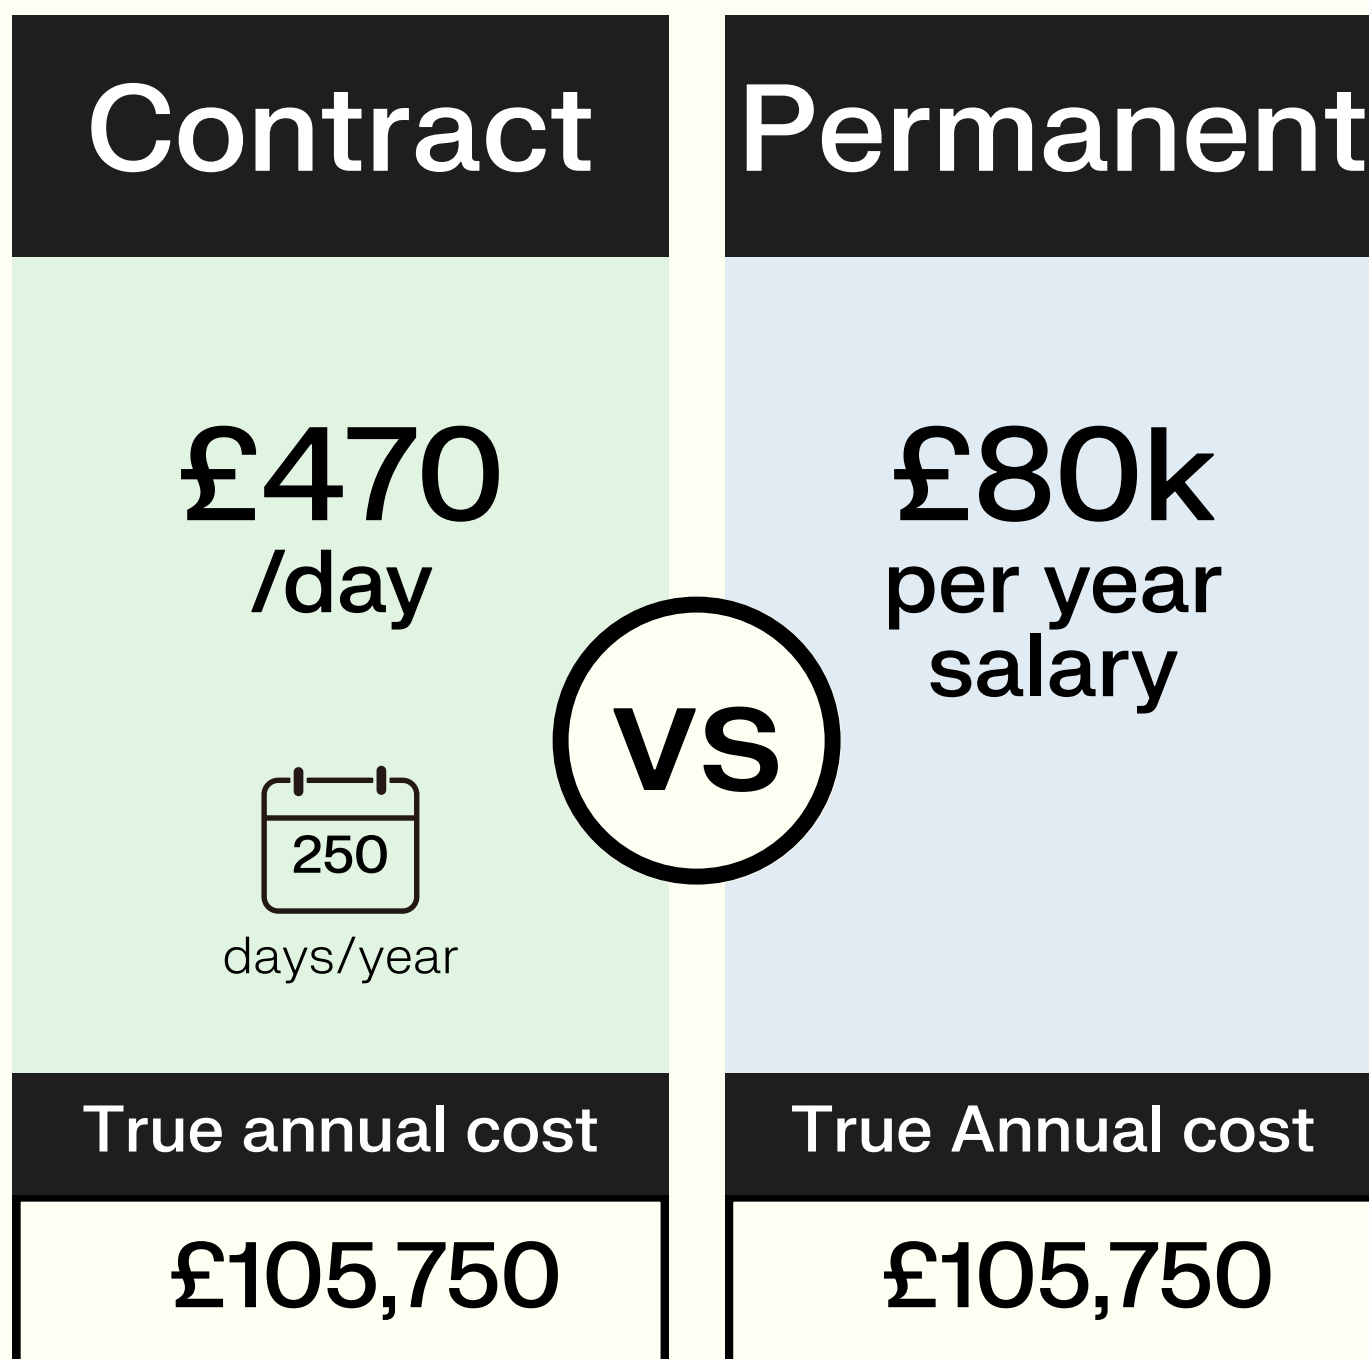 Contract
£470
/day
250
days/year
True annual cost
£105,750
vs
Permanent
£80k
per year
salary
True Annual cost
£105,750